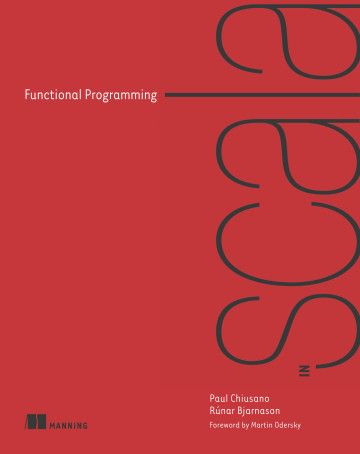 Functional Programming
IN
scala
Paul Chiusano
Rúnar Bjarnason
Foreword by Martin Odersky
MANNING